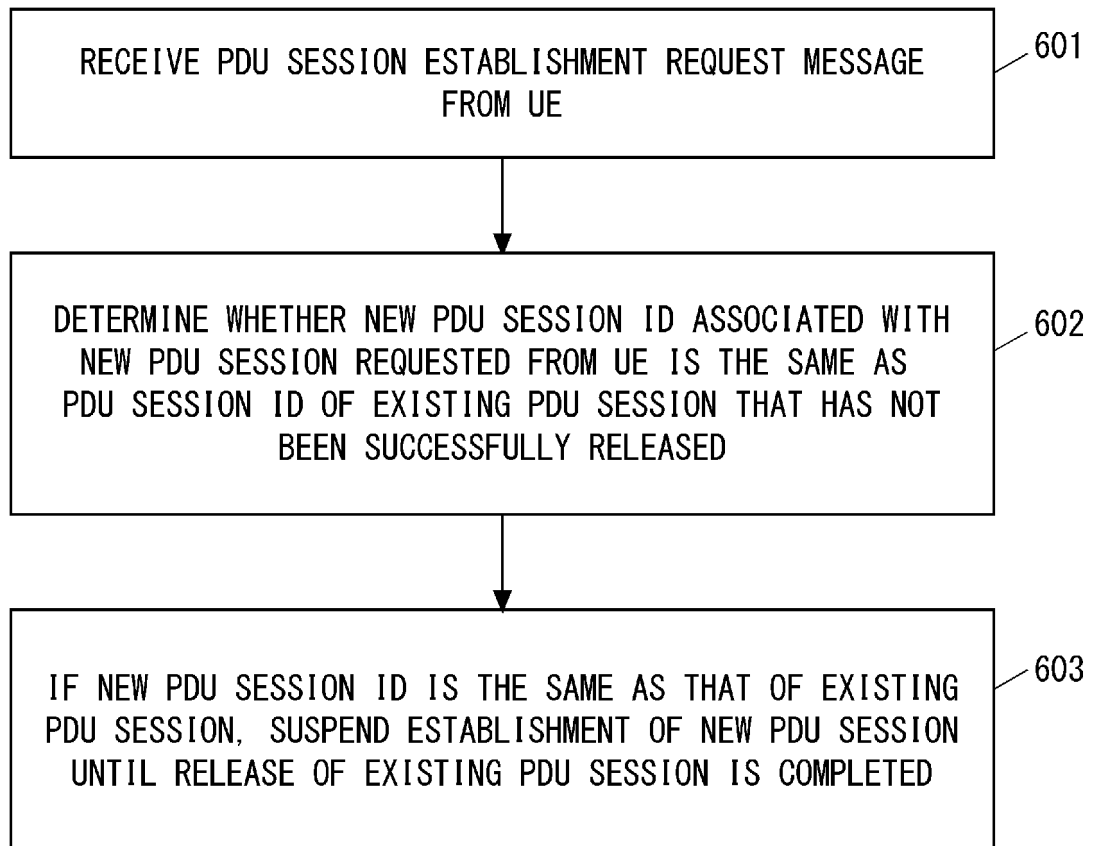 RECEIVE PDU SESSION ESTABLISHMENT REQUEST MESSAGE
FROM UE
601
DETERMINE WHETHER NEW PDU SESSION ID ASSOCIATED WITH
NEW PDU SESSION REQUESTED FROM UE IS THE SAME AS
PDU SESSION ID OF EXISTING PDU SESSION THAT HAS NOT
BEEN SUCCESSFULLY RELEASED
602
IF NEW PDU SESSION ID IS THE SAME AS THAT OF EXISTING
PDU SESSION, SUSPEND ESTABLISHMENT OF NEW PDU SESSION
UNTIL RELEASE OF EXISTING PDU SESSION IS COMPLETED
603